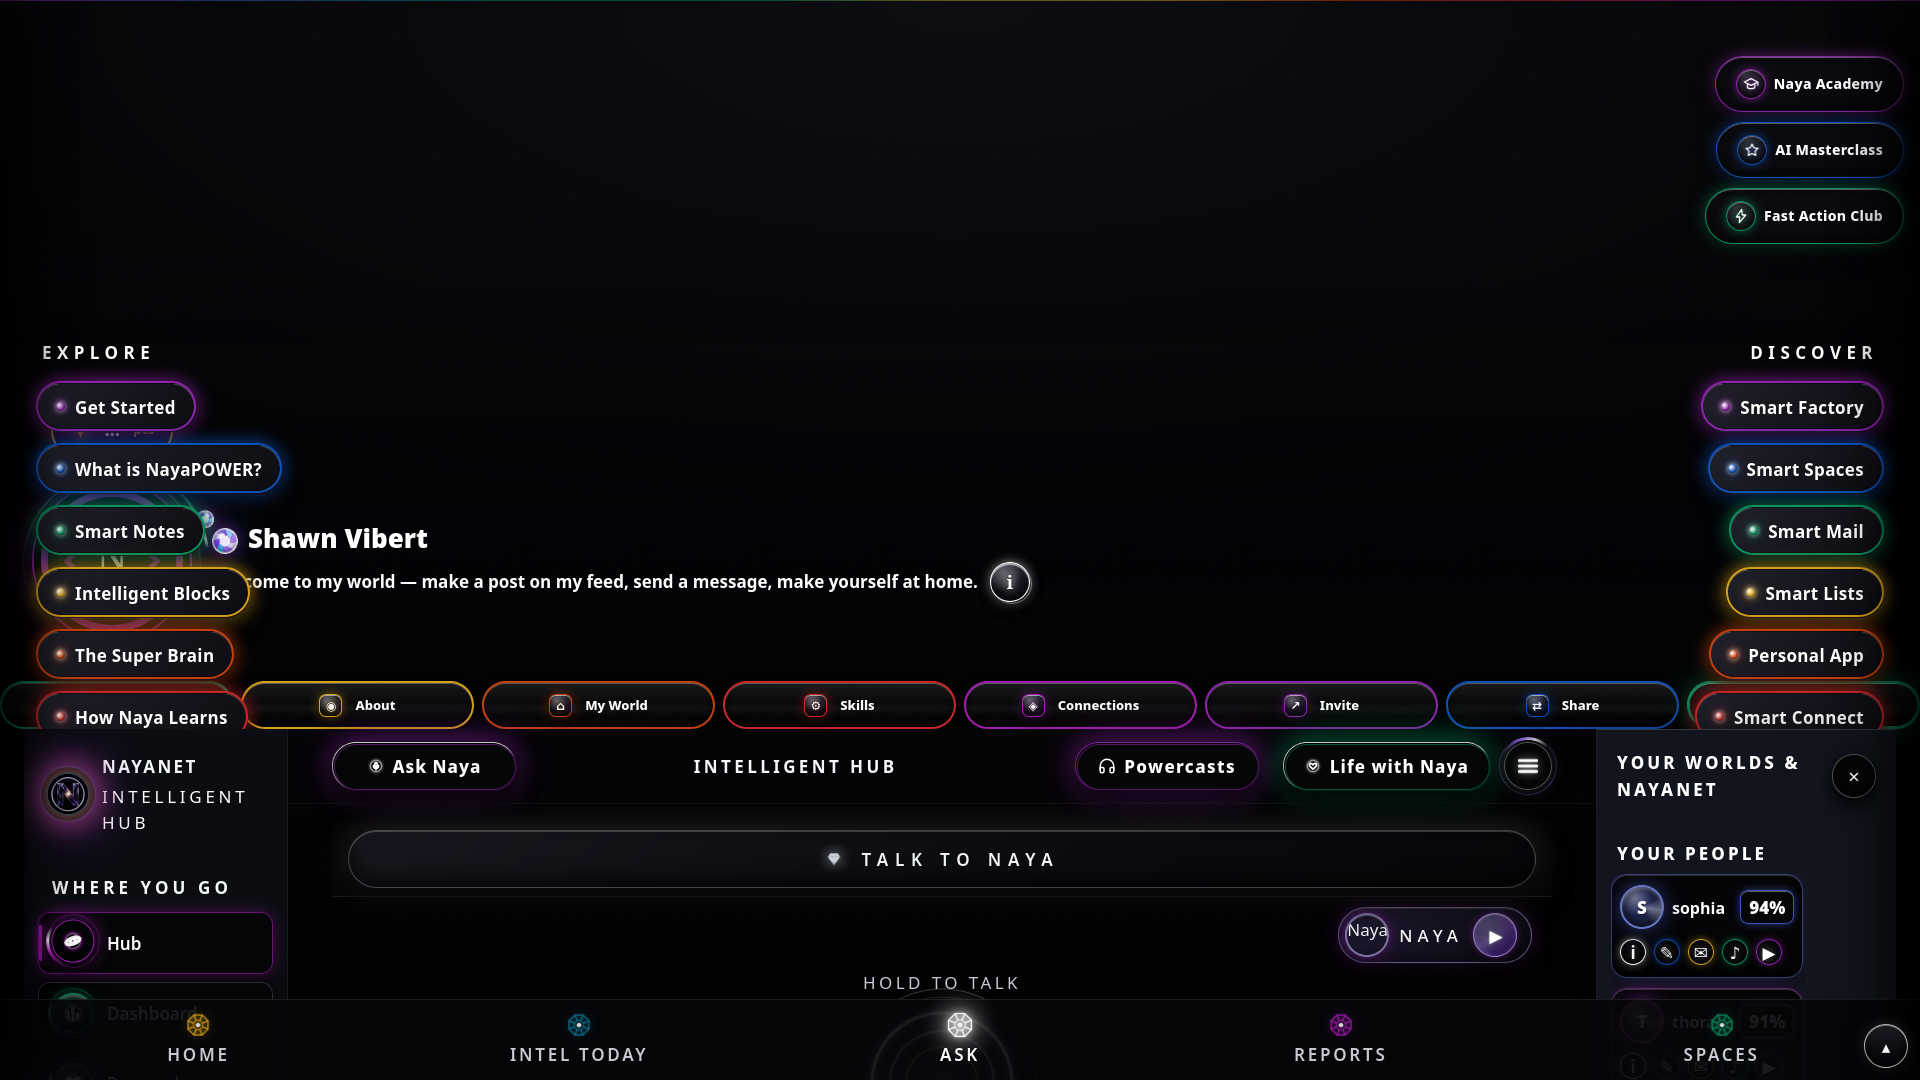 Naya Academy
AI Masterclass
Fast Action Club
EXPLORE
DISCOVER
Get Started
Smart Factory
What is NayaPOWER?
Smart Spaces
Smart Notes
Smart Mail
Shawn Vibert
come to my world — make a post on my feed, send a message, make yourself at home.
i
Intelligent Blocks
Smart Lists
The Super Brain
Personal App
How Naya Learns
About
My World
Skills
Connections
Invite
Share
Smart Connect
NAYANET
INTELLIGENT
HUB
Ask Naya
INTELLIGENT HUB
Powercasts
Life with Naya
YOUR WORLDS &
NAYANET
×
TALK TO NAYA
YOUR PEOPLE
WHERE YOU GO
S sophia 94%
Hub
Naya NAYA
HOLD TO TALK
Dashboard
T thora 91%
HOME
INTEL TODAY
ASK
REPORTS
SPACES